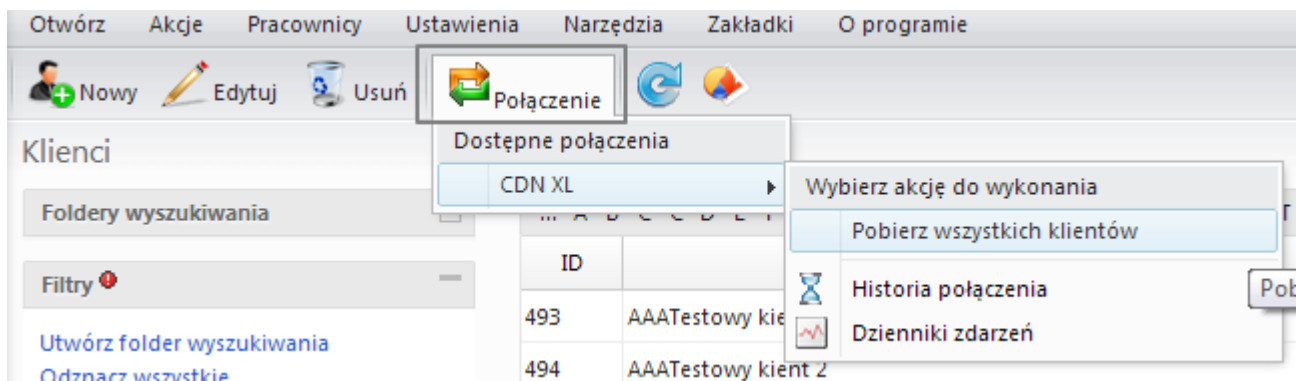 Otwórz Akcje Pracownicy Ustawienia Narzędzia Zakładki O programie
Nowy Edytuj Usuń Połączenie
Klienci
Dostępne połączenia
CDN XL
Wybierz akcję do wykonania
Pobierz wszystkich klientów
Historia połączenia
Dzienniki zdarzeń
Foldery wyszukiwania
Filtry
Utwórz folder wyszukiwania
Odznacz wszystkie
ID
493 AAATestowy
494 AAATestowy kient 2